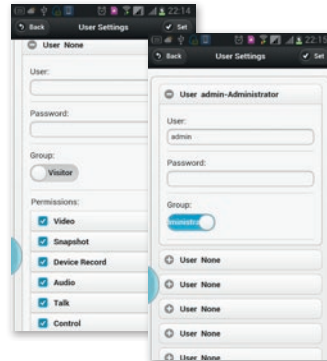 22:14
Back User Settings Set
User None
User:
Password:
Group:
Visitor
Permissions:
Video
Snapshot
Device Record
Audio
Talk
Control
22:15
Back User Settings Set
User admin-Administrator
User:
admin
Password:
Group:
ministra
User None
User None
User None
User None
User None